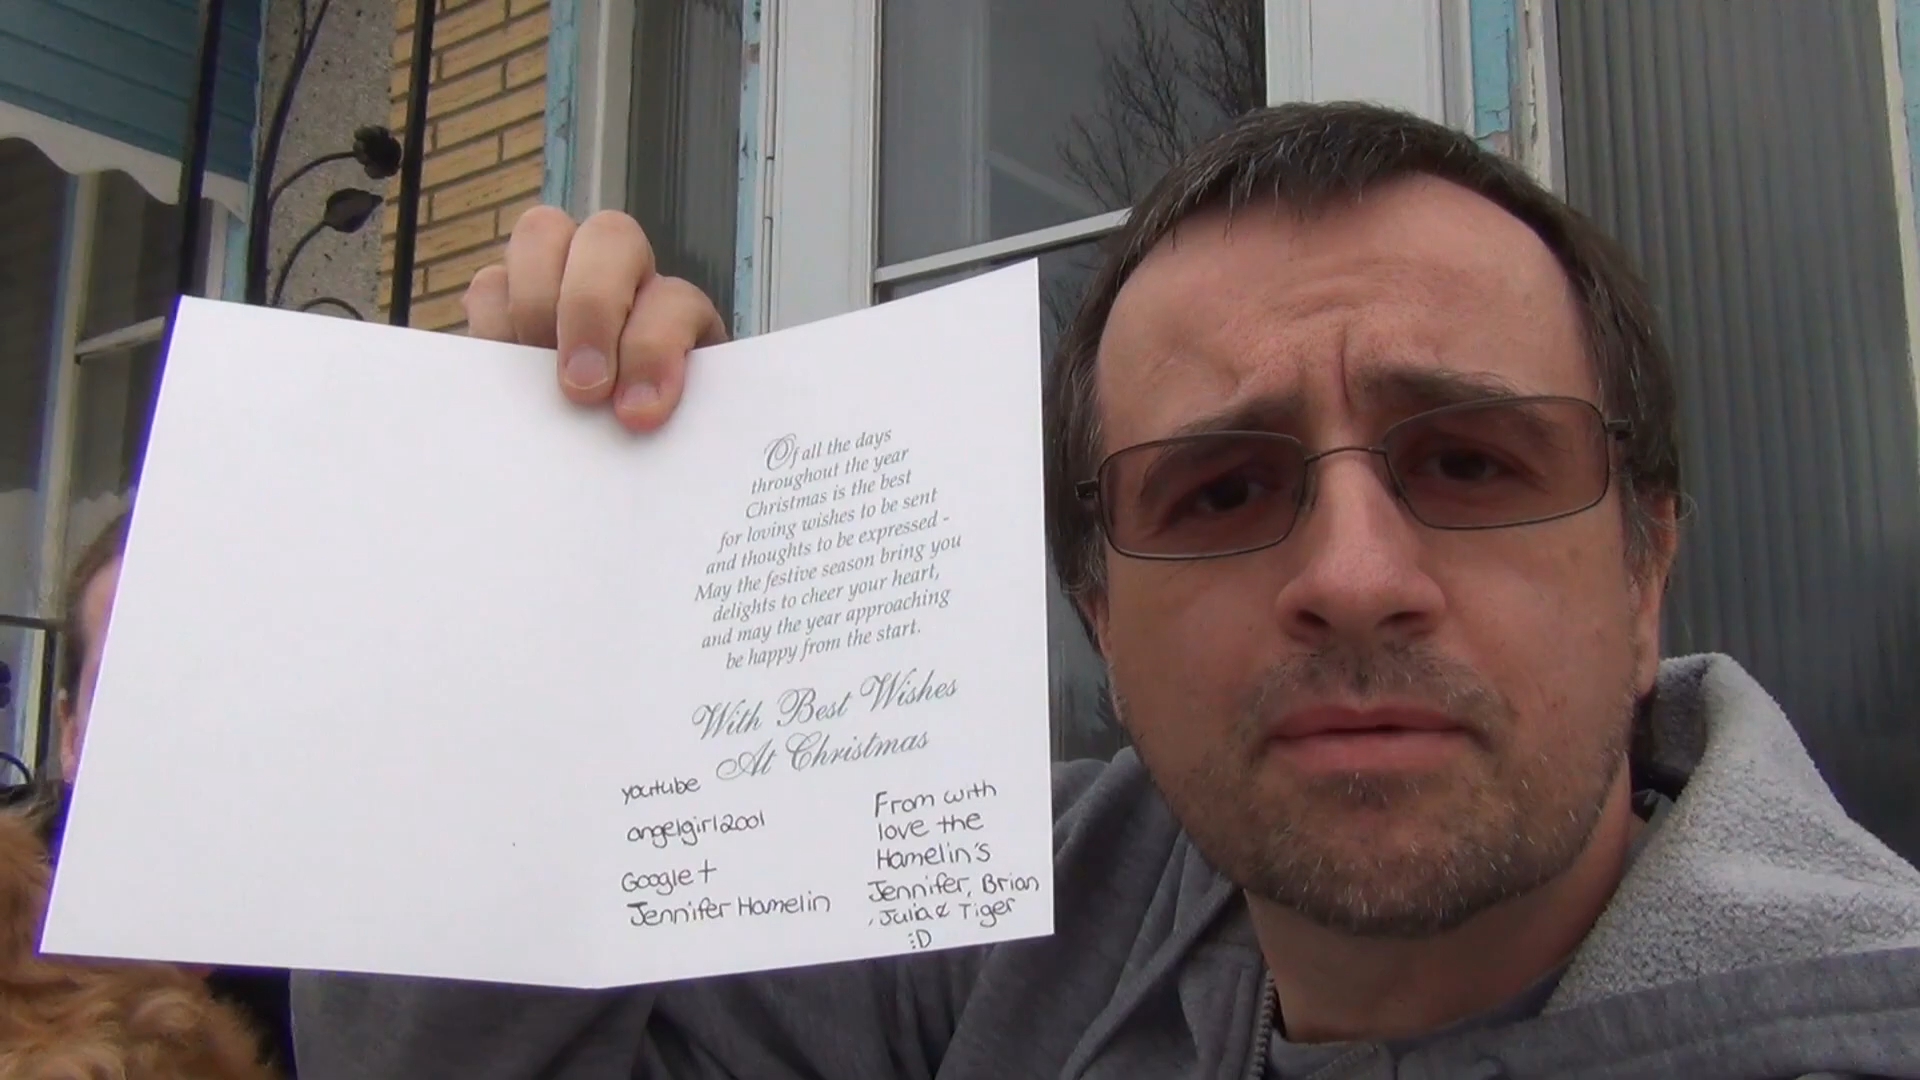 Of all the days
throughout the year
Christmas is the best
for loving wishes to be sent
and thoughts to be expressed -
May the festive season bring you
delights to cheer your heart,
and may the year approaching
be happy from the start.
With Best Wishes
At Christmas
youtube
angelgirl2001
Google+
Jennifer Hamelin
From with
love the
Hamelin's
Jennifer, Brian
, Julia & Tiger
:D